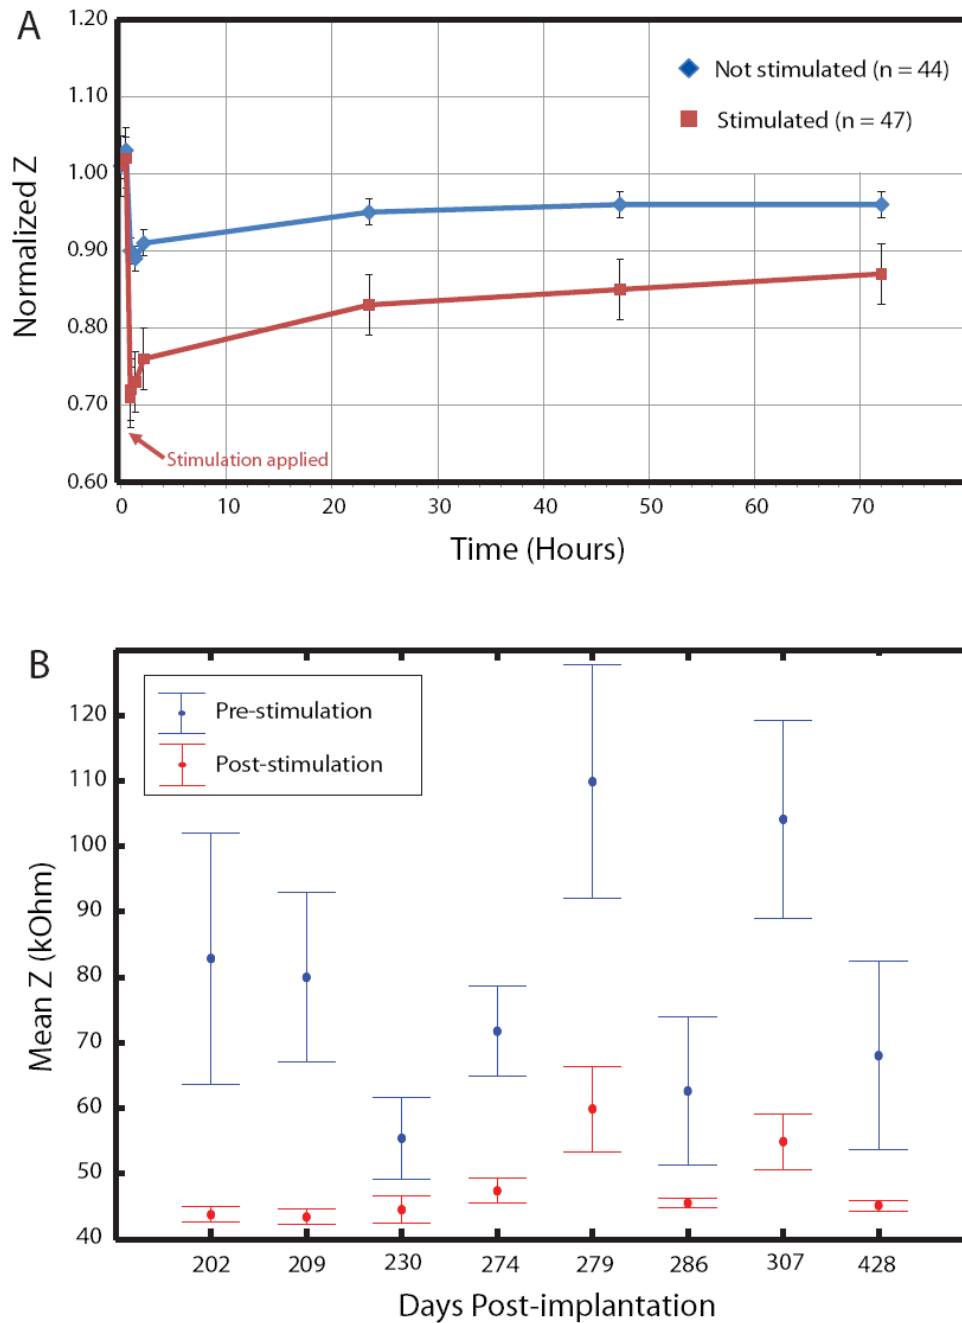 A
1.20
1.10
1.00
0.90
0.80
0.70
0.60
Normalized Z
Not stimulated (n = 44)
Stimulated (n = 47)
Stimulation applied
0 10 20 30 40 50 60 70
Time (Hours)
B
Pre-stimulation
Post-stimulation
120
110
100
90
80
70
60
50
40
Mean Z (kOhm)
202 209 230 274 279 286 307 428
Days Post-implantation